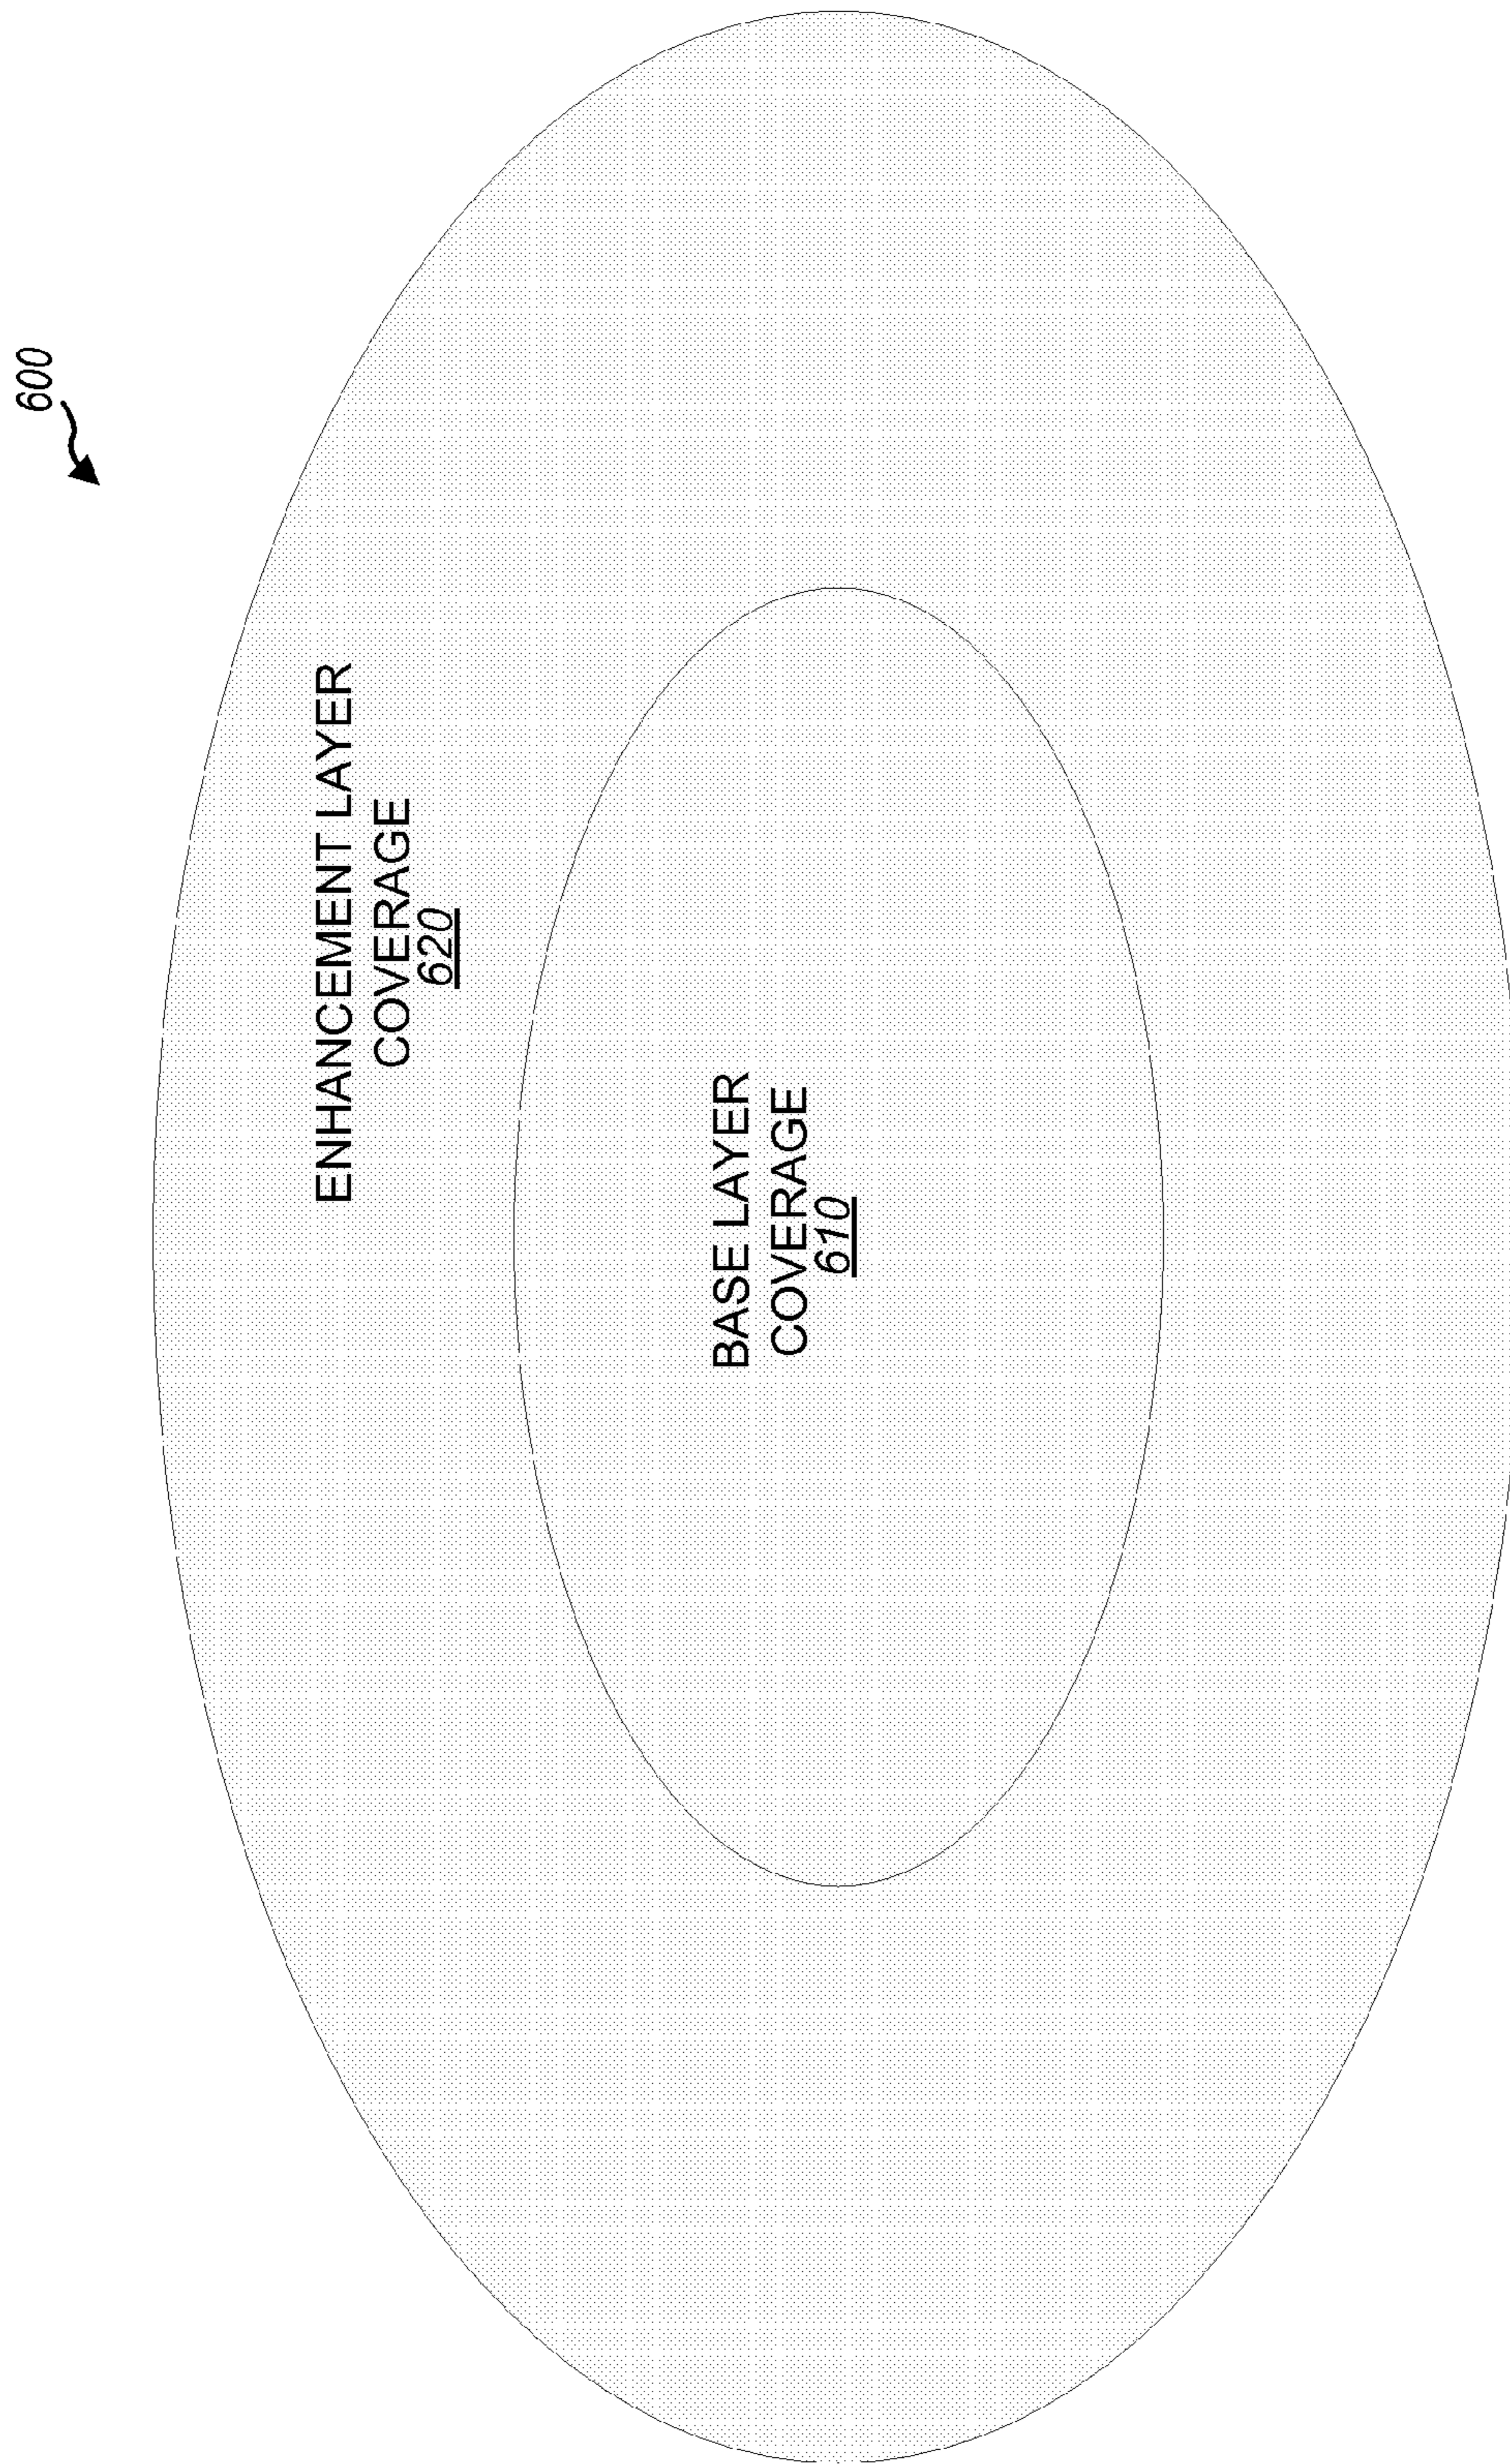 600
ENHANCEMENT LAYER
COVERAGE
620
BASE LAYER
COVERAGE
610